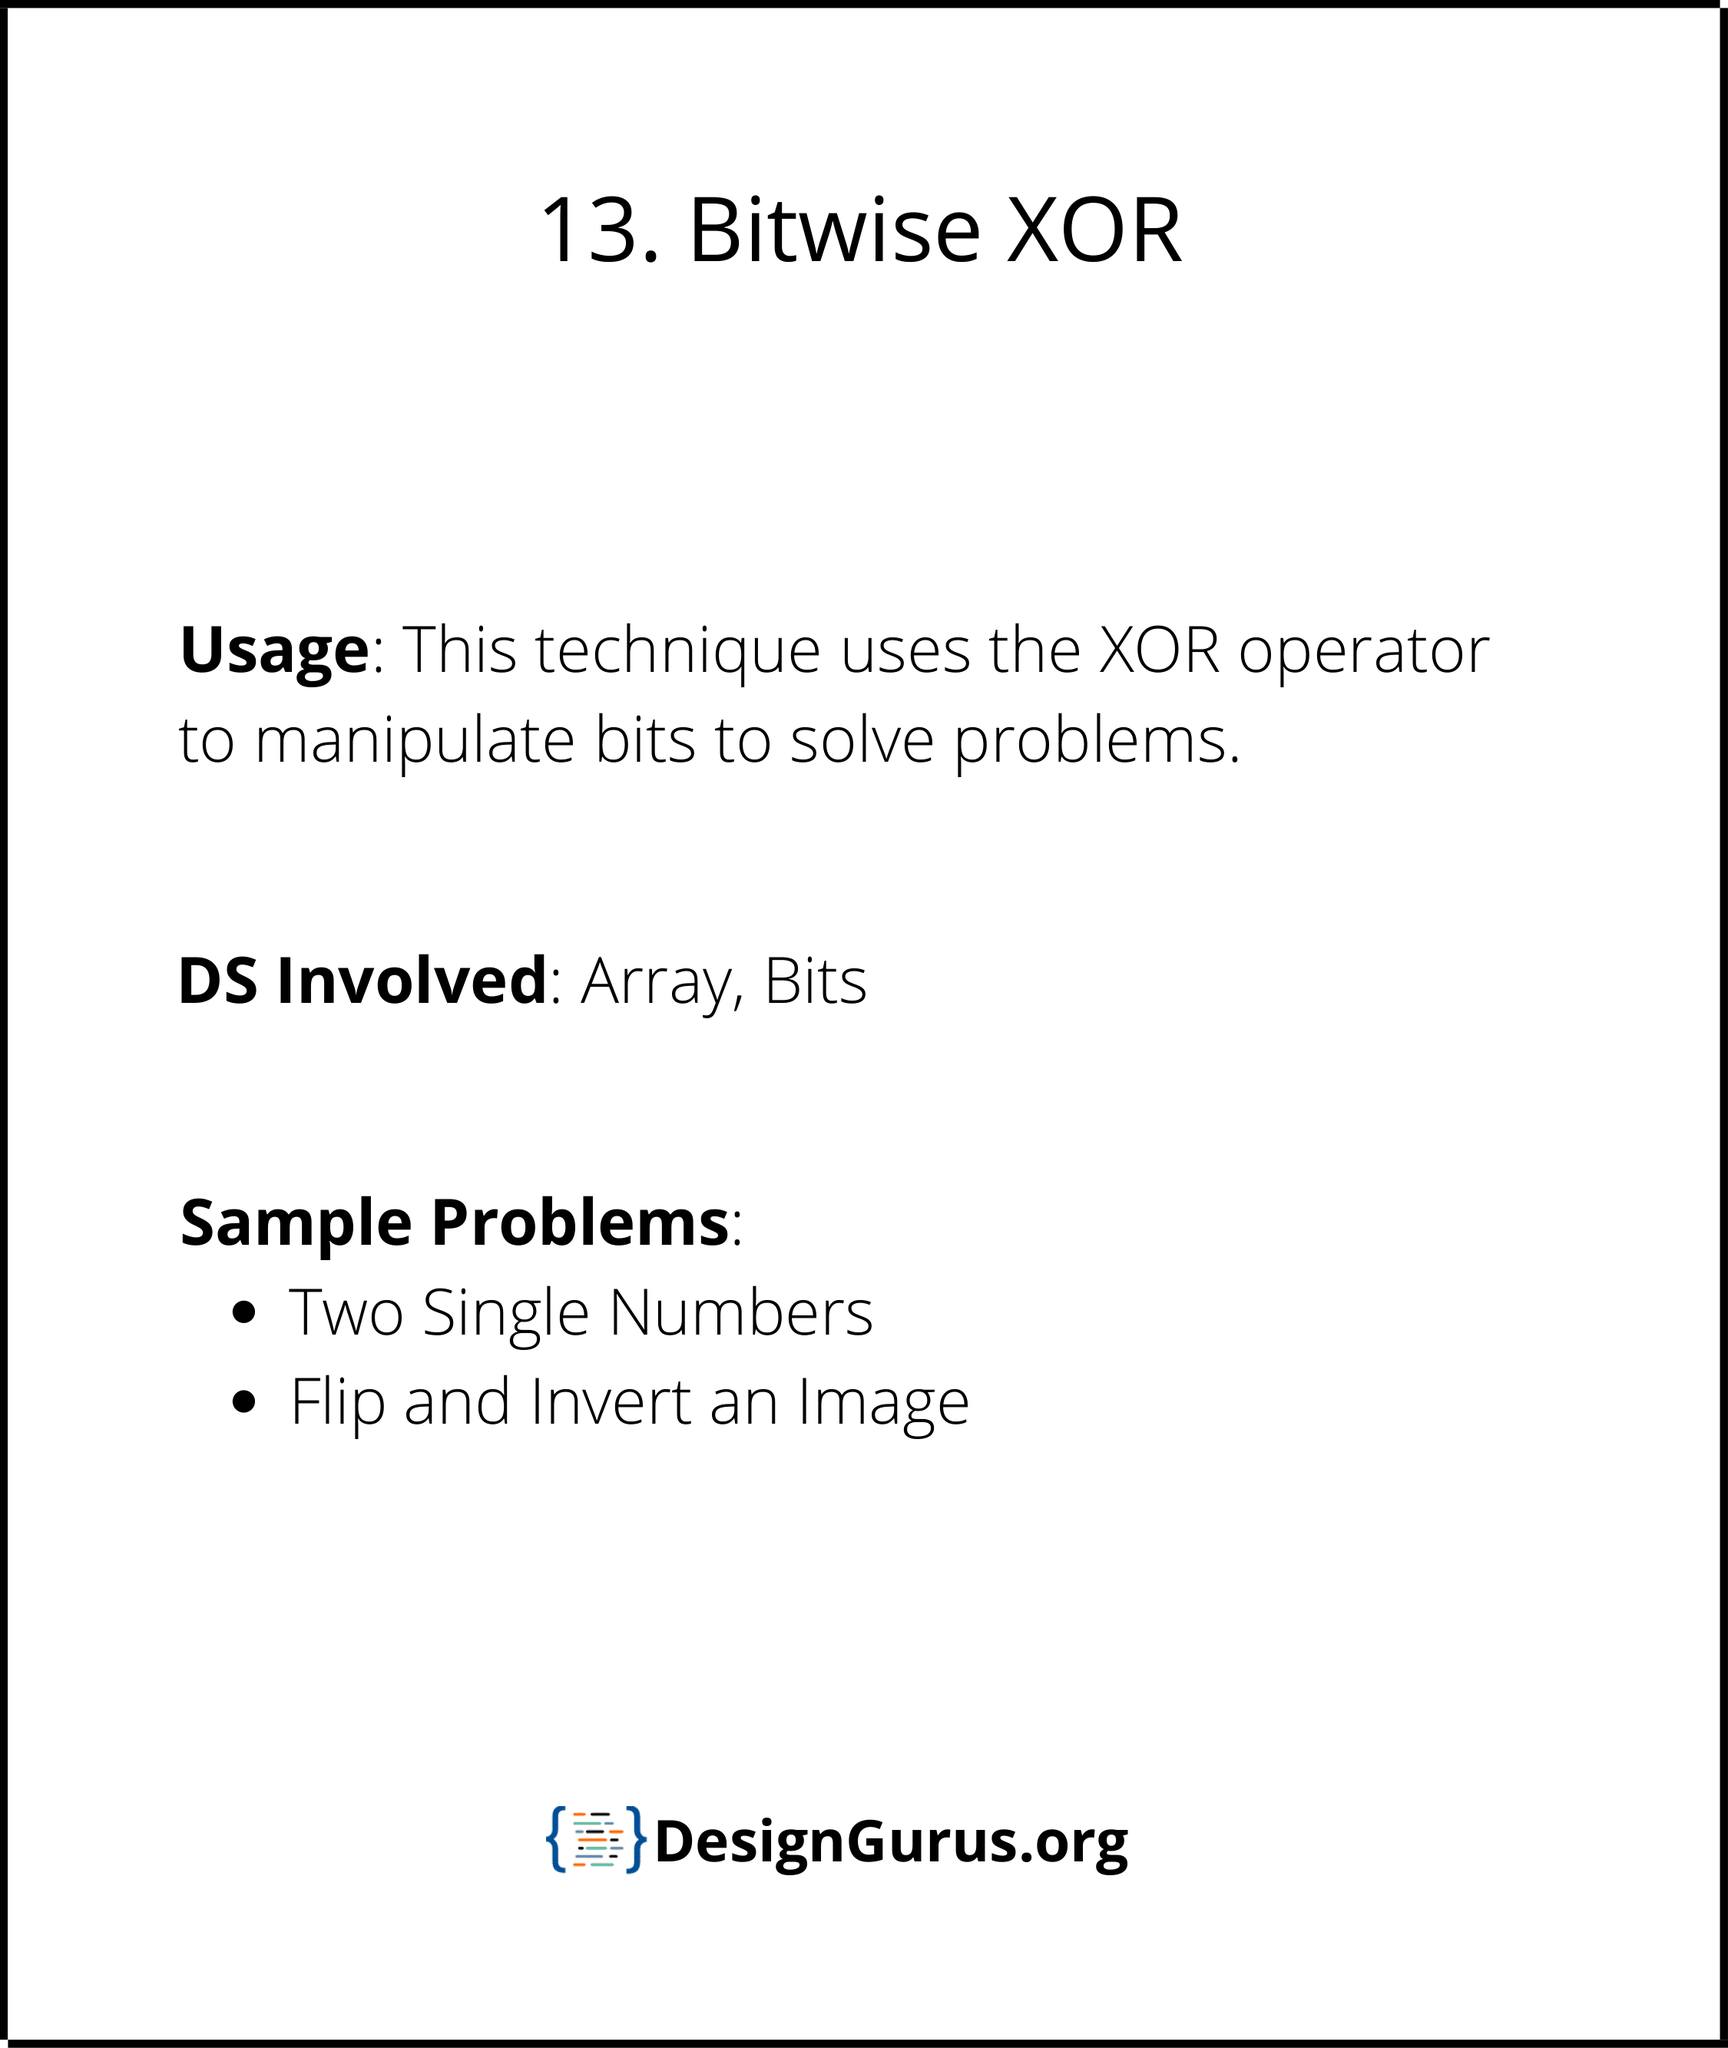 13. Bitwise XOR
Usage: This technique uses the XOR operator
to manipulate bits to solve problems.
DS Involved: Array, Bits
Sample Problems:
• Two Single Numbers
• Flip and Invert an Image
DesignGurus.org